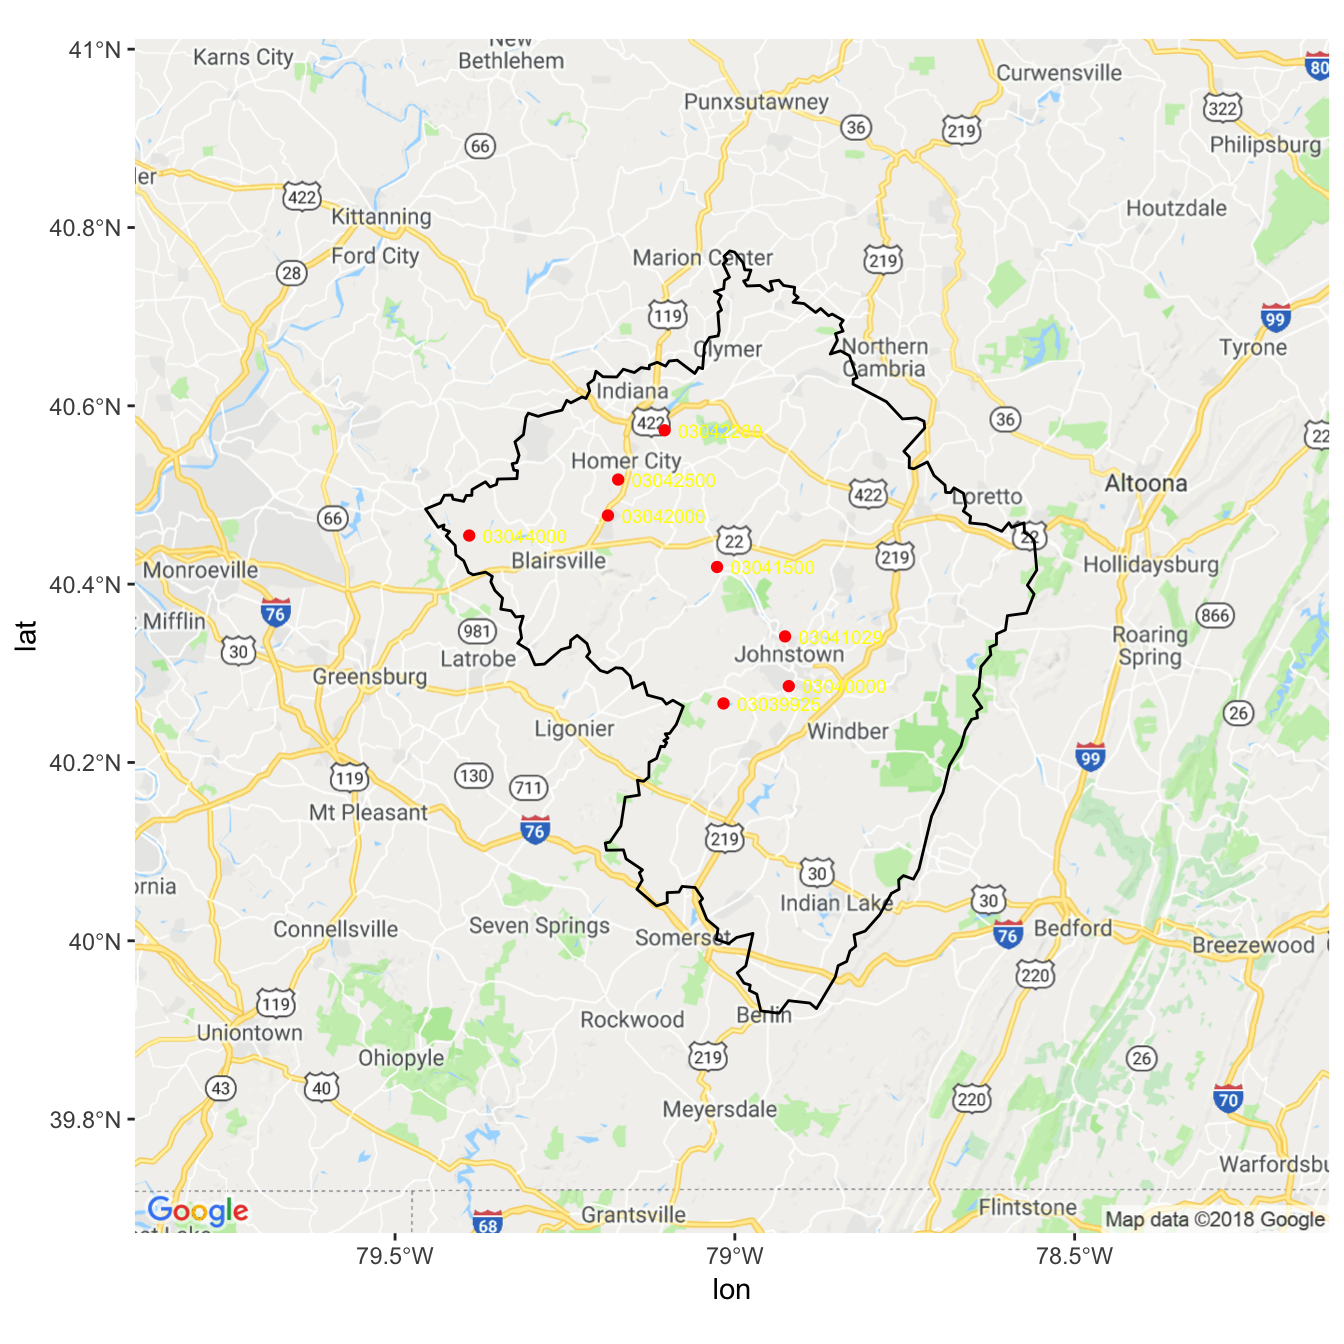 41°N
40.8°N
40.6°N
40.4°N
40.2°N
40°N
39.8°N
lat
79.5°W
79°W
78.5°W
lon
Karns City
New
Bethlehem
Curwensville
80
Punxsutawney
36
219
322
Philipsburg
66
ler
422
Kittanning
Houtzdale
Ford City
28
Marion Center
219
119
99
Clymer
Northern
Cambria
Tyrone
Indiana
422
03042280
36
22
Homer City
03042500
Altoona
422
Loretto
66
03042000
03044000
22
22
Blairsville
219
Monroeville
03041500
Hollidaysburg
76
Mifflin
866
30
981
03041029
Roaring
Spring
Latrobe
Johnstown
Greensburg
03040000
03039925
26
Ligonier
Windber
99
119
130
711
Mt Pleasant
76
219
30
ornia
Indian Lake
30
Connellsville
Seven Springs
Somerset
76
Bedford
Breezewood
220
119
Rockwood
Berlin
Uniontown
Ohiopyle
219
26
43
40
220
70
Meyersdale
Warfordsbu
Google
68
Grantsville
Flintstone
Map data ©2018 Google